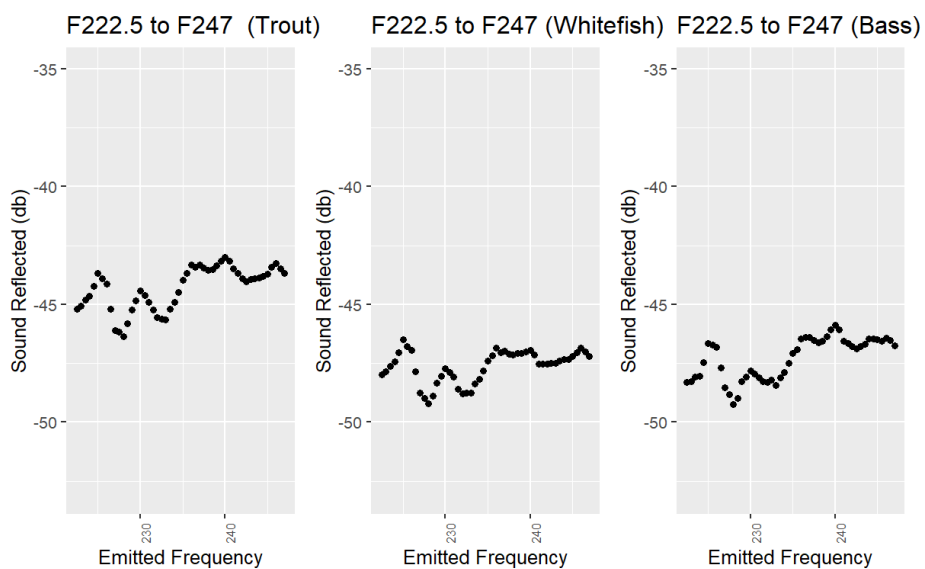 F222.5 to F247  (Trout)
Sound Reflected (db)
-35
-40
-45
-50
230
240
Emitted Frequency
F222.5 to F247 (Whitefish)
Sound Reflected (db)
-35
-40
-45
-50
230
240
Emitted Frequency
F222.5 to F247 (Bass)
Sound Reflected (db)
-35
-40
-45
-50
230
240
Emitted Frequency